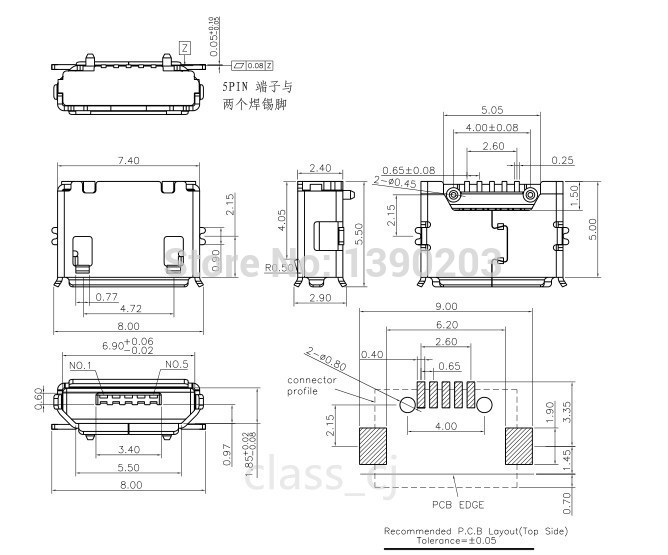 0.05+0.10 -0.05
Z
0.08 Z
5PIN 端子与
两个焊锡脚
7.40
2.15
0.90
0.77
4.72
8.00
2.40
4.05
5.50
R0.50
2.90
5.05
4.00±0.08
2.60
0.65±0.08
0.25
2-ø0.45
2.15
1.50
5.00
Store No: 1390203
6.90+0.06 -0.02
NO.1
NO.5
0.60
3.40
5.50
8.00
0.97
1.85+0.02 -0.08
class_cj
9.00
6.20
2.60
0.40
0.65
2-ø0.80
connector
profile
2.15
4.00
1.90
3.35
1.45
0.70
PCB EDGE
Recommended P.C.B Layout(Top Side)
Tolerance=±0.05